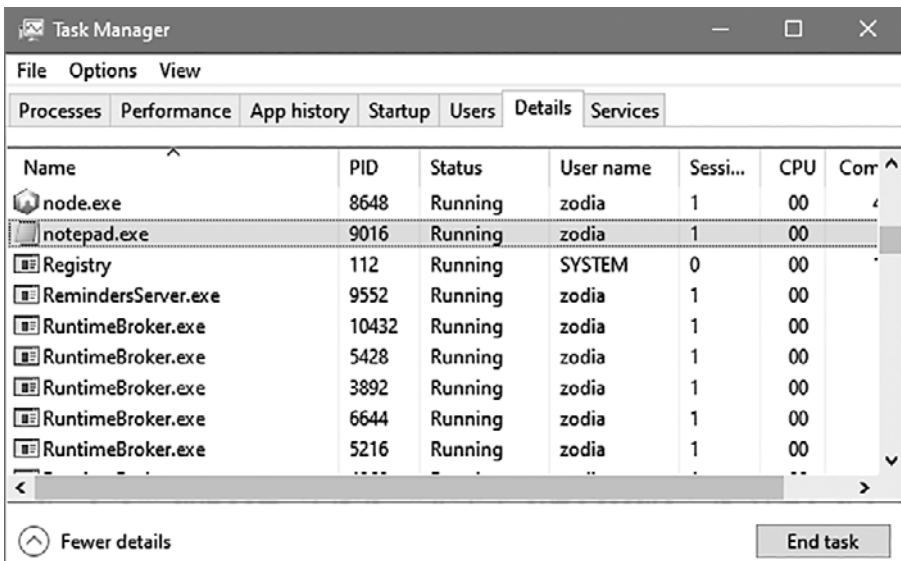 Task Manager
File Options View
Processes Performance App history Startup Users Details Services
Name PID Status User name Sessi... CPU Com
node.exe 8648 Running zodia 1 00
notepad.exe 9016 Running zodia 1 00
Registry 112 Running SYSTEM 0 00
RemindersServer.exe 9552 Running zodia 1 00
RuntimeBroker.exe 10432 Running zodia 1 00
RuntimeBroker.exe 5428 Running zodia 1 00
RuntimeBroker.exe 3892 Running zodia 1 00
RuntimeBroker.exe 6644 Running zodia 1 00
RuntimeBroker.exe 5216 Running zodia 1 00
Fewer details End task